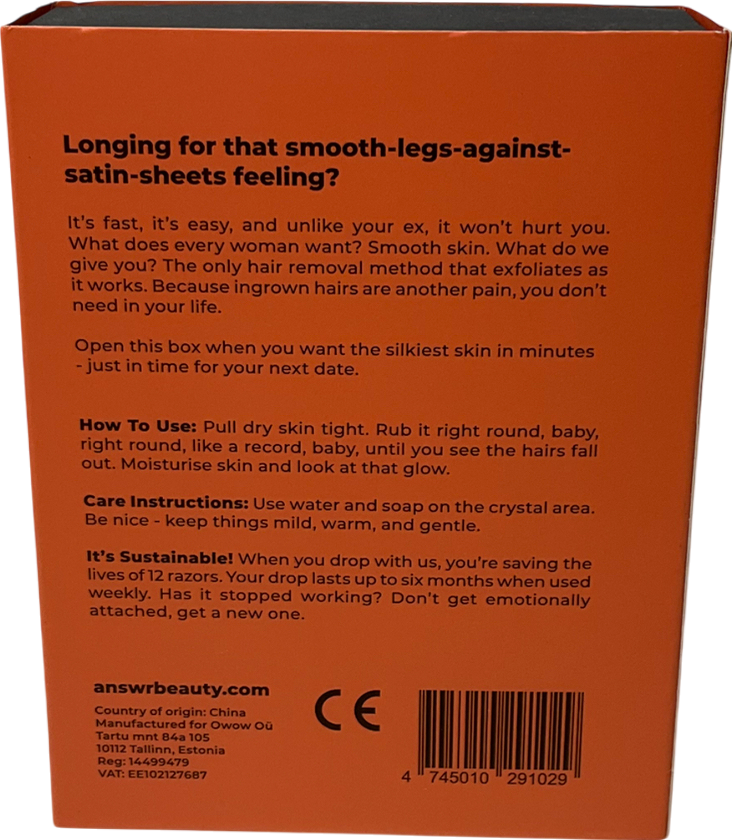 Longing for that smooth-legs-against-
satin-sheets feeling?
It's fast, it's easy, and unlike your ex, it won't hurt you.
What does every woman want? Smooth skin. What do we
give you? The only hair removal method that exfoliates as
it works. Because ingrown hairs are another pain, you don't
need in your life.
Open this box when you want the silkiest skin in minutes
- just in time for your next date.
How To Use: Pull dry skin tight. Rub it right round, baby,
right round, like a record, baby, until you see the hairs fall
out. Moisturise skin and look at that glow.
Care Instructions: Use water and soap on the crystal area.
Be nice - keep things mild, warm, and gentle.
It's Sustainable! When you drop with us, you're saving the
lives of 12 razors. Your drop lasts up to six months when used
weekly. Has it stopped working? Don't get emotionally
attached, get a new one.
answrbeauty.com
Country of origin: China
Manufactured for Owow Oü
Tartu mnt 84a 105
10112 Tallinn, Estonia
Reg: 14499479
VAT: EE102127687
CE
4 745010 291029